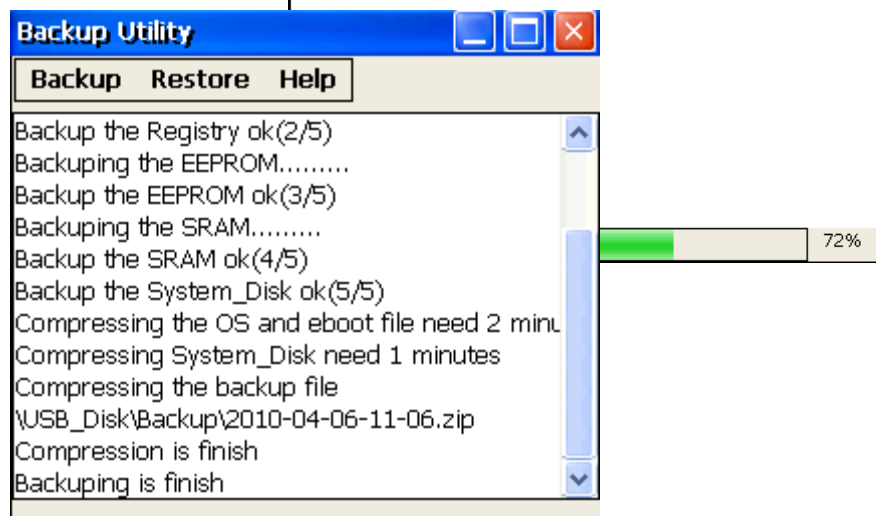 Backup Utility
Backup Restore Help
Backup the Registry ok(2/5)
Backuping the EEPROM.........
Backup the EEPROM ok(3/5)
Backuping the SRAM.........
Backup the SRAM ok(4/5)
Backup the System_Disk ok(5/5)
Compressing the OS and eboot file need 2 minu
Compressing System_Disk need 1 minutes
Compressing the backup file
\USB_Disk\Backup\2010-04-06-11-06.zip
Compression is finish
Backuping is finish
72%